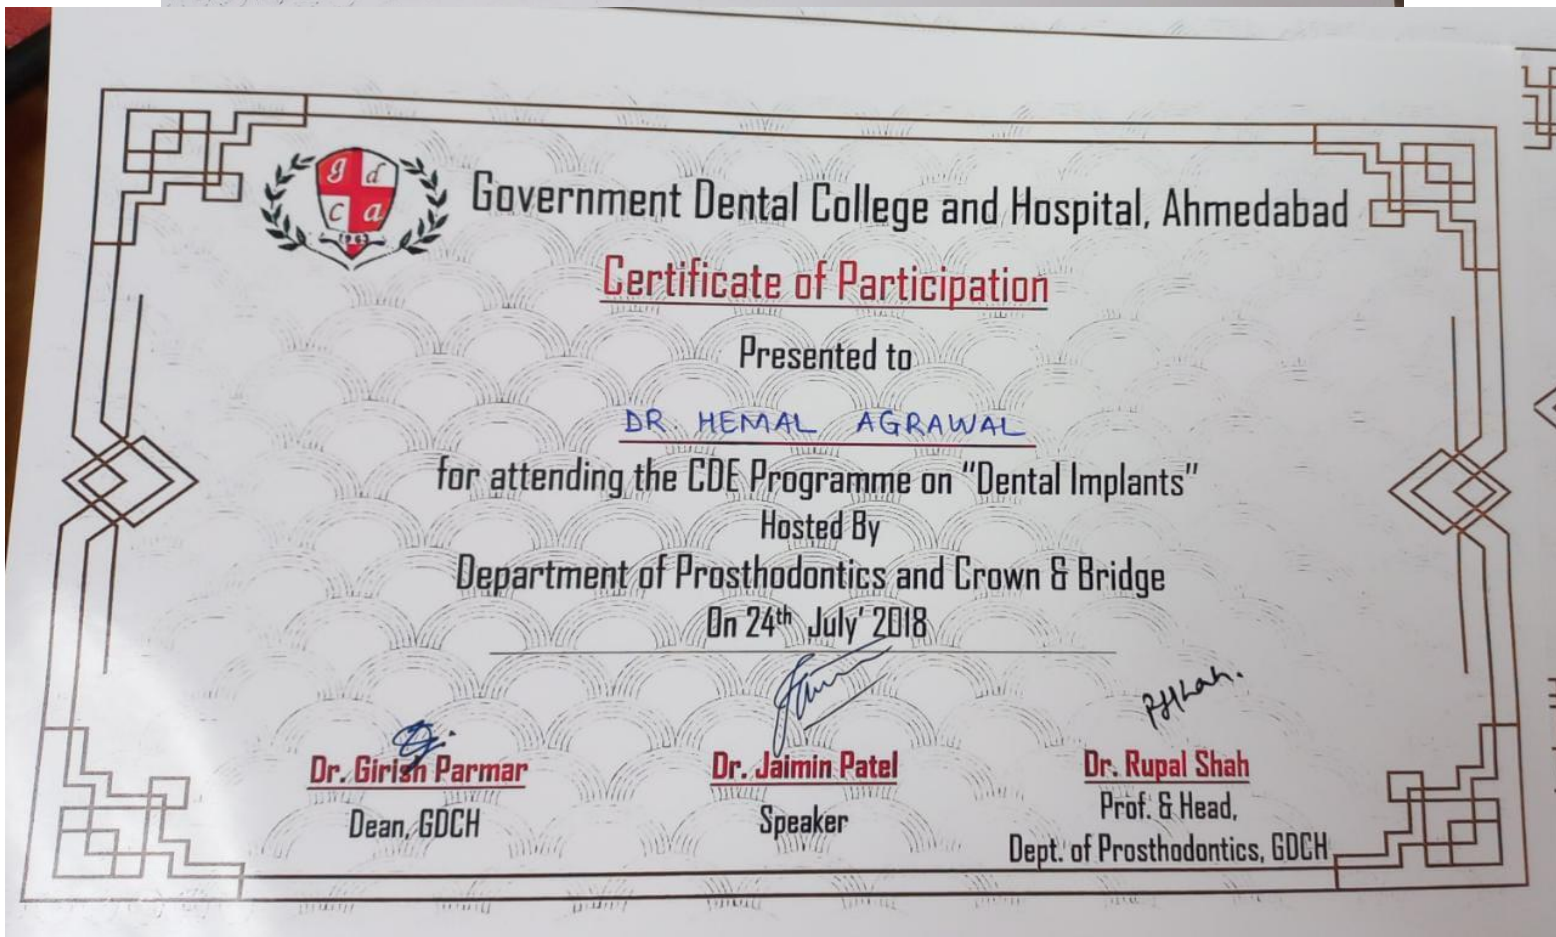 g d
c a
1963
Government Dental College and Hospital, Ahmedabad
Certificate of Participation
Presented to
DR. HEMAL AGRAWAL
for attending the CDE Programme on "Dental Implants"
Hosted By
Department of Prosthodontics and Crown & Bridge
On 24th July' 2018
RJShah.
Dr. Girish Parmar
Dr. Jaimin Patel
Dr. Rupal Shah
Dean, GDCH
Speaker
Prof. & Head,
Dept. of Prosthodontics, GDCH